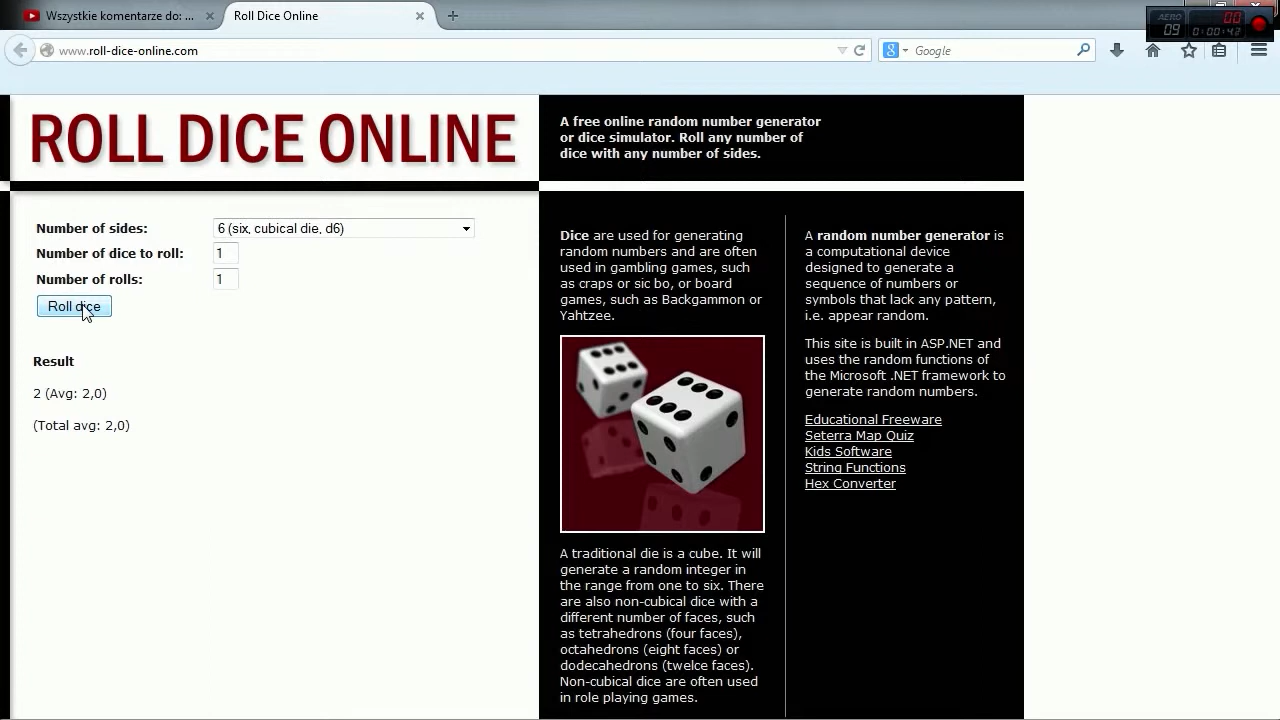 Wszystkie komentarze do: ...
Roll Dice Online
AERO
09
00
0:00:42
www.roll-dice-online.com
Google
ROLL DICE ONLINE
A free online random number generator
or dice simulator. Roll any number of
dice with any number of sides.
Number of sides:
6 (six, cubical die, d6)
Number of dice to roll:
1
Number of rolls:
1
Roll dice
Result
2 (Avg: 2,0)
(Total avg: 2,0)
Dice are used for generating
random numbers and are often
used in gambling games, such
as craps or sic bo, or board
games, such as Backgammon or
Yahtzee.
A traditional die is a cube. It will
generate a random integer in
the range from one to six. There
are also non-cubical dice with a
different number of faces, such
as tetrahedrons (four faces),
octahedrons (eight faces) or
dodecahedrons (twelce faces).
Non-cubical dice are often used
in role playing games.
A random number generator is
a computational device
designed to generate a
sequence of numbers or
symbols that lack any pattern,
i.e. appear random.
This site is built in ASP.NET and
uses the random functions of
the Microsoft .NET framework to
generate random numbers.
Educational Freeware
Seterra Map Quiz
Kids Software
String Functions
Hex Converter